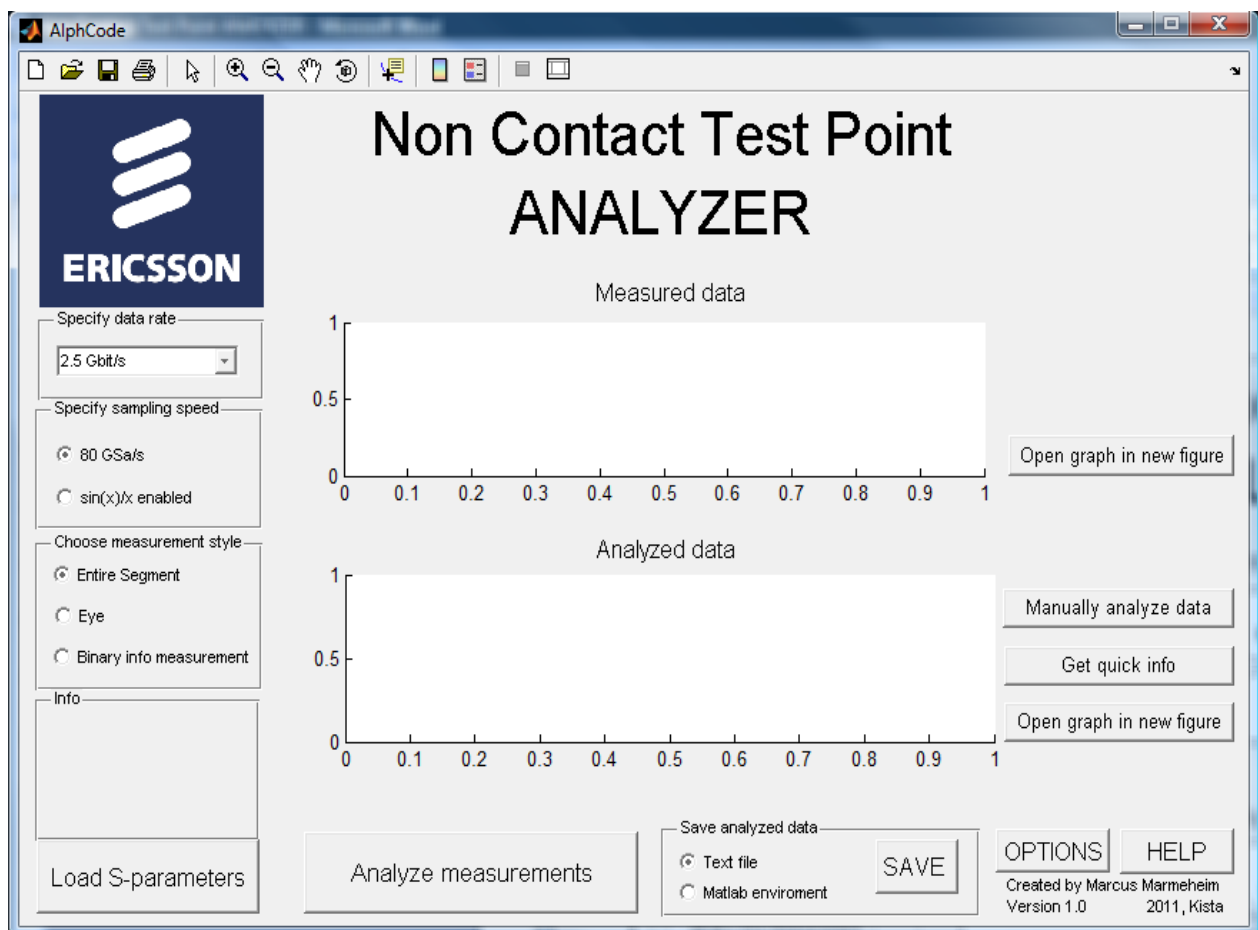 AlphCode
ERICSSON
Non Contact Test Point
ANALYZER
Specify data rate
2.5 Gbit/s
Specify sampling speed
80 GSa/s
sin(x)/x enabled
Choose measurement style
Entire Segment
Eye
Binary info measurement
Info
Load S-parameters
Measured data
1
0.5
0
0 0.1 0.2 0.3 0.4 0.5 0.6 0.7 0.8 0.9 1
Open graph in new figure
Analyzed data
1
0.5
0
0 0.1 0.2 0.3 0.4 0.5 0.6 0.7 0.8 0.9 1
Manually analyze data
Get quick info
Open graph in new figure
Analyze measurements
Save analyzed data
Text file
Matlab enviroment
SAVE
OPTIONS
HELP
Created by Marcus Marmeheim
Version 1.0 2011, Kista